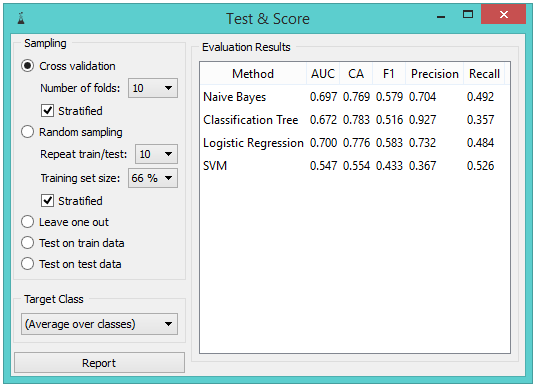 Test & Score
Sampling
Cross validation
Number of folds: 10
Stratified
Random sampling
Repeat train/test: 10
Training set size: 66 %
Stratified
Leave one out
Test on train data
Test on test data
Target Class
(Average over classes)
Report
Evaluation Results
Method AUC CA F1 Precision Recall
Naive Bayes 0.697 0.769 0.579 0.704 0.492
Classification Tree 0.672 0.783 0.516 0.927 0.357
Logistic Regression 0.700 0.776 0.583 0.732 0.484
SVM 0.547 0.554 0.433 0.367 0.526